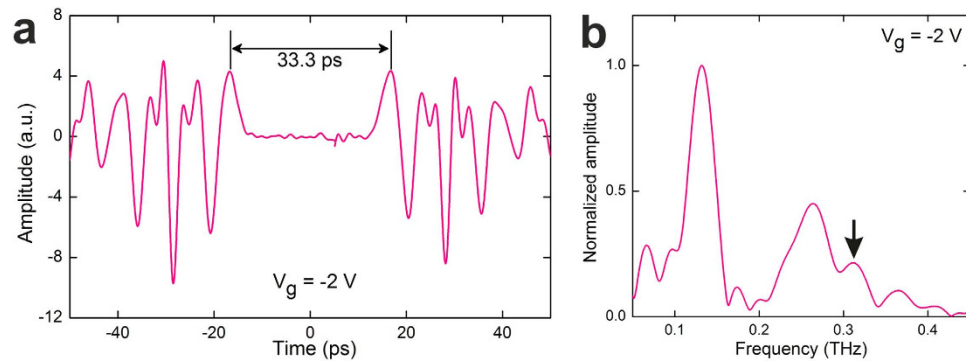 a
33.3 ps
Amplitude (a.u.)
8
4
0
-4
-8
-12
V_g = -2 V
-40
-20
0
20
40
Time (ps)
b
V_g = -2 V
Normalized amplitude
1.0
0.5
0.0
0.1
0.2
0.3
0.4
Frequency (THz)